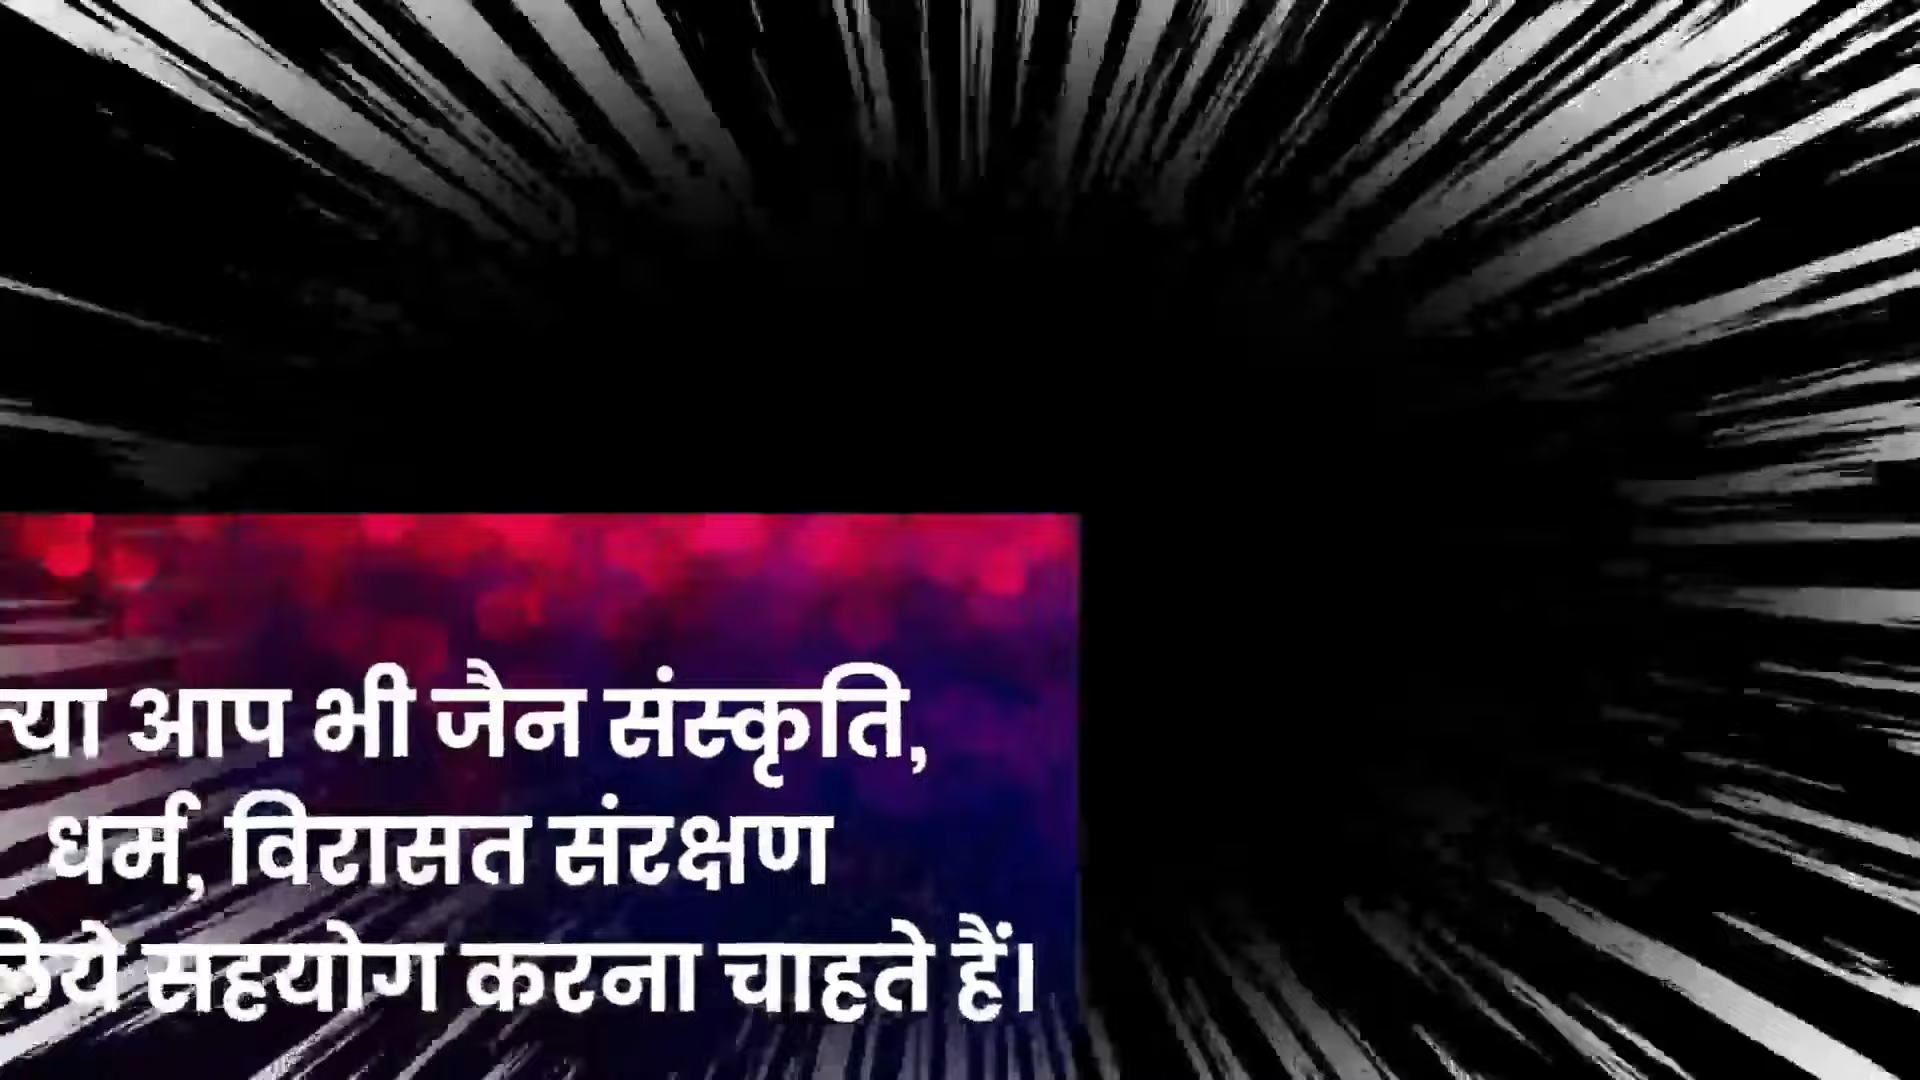 आप भी जैन संस्कृति,
धर्म, विरासत संरक्षण
सहयोग करना चाहते हैं।